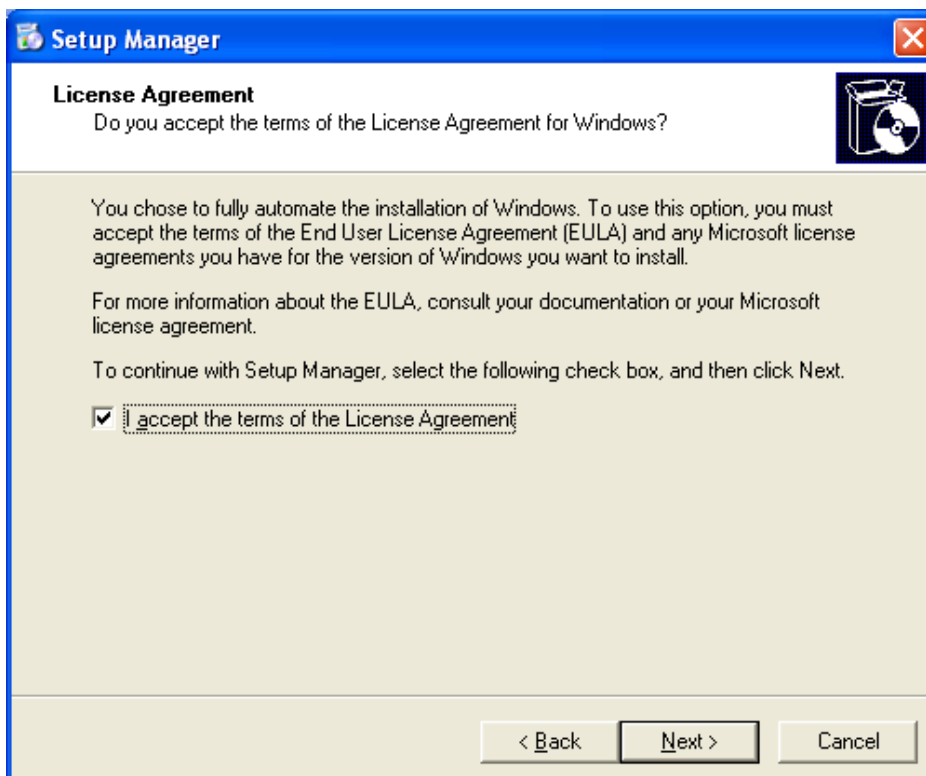 Setup Manager
License Agreement
Do you accept the terms of the License Agreement for Windows?
You chose to fully automate the installation of Windows. To use this option, you must
accept the terms of the End User License Agreement (EULA) and any Microsoft license
agreements you have for the version of Windows you want to install.
For more information about the EULA, consult your documentation or your Microsoft
license agreement.
To continue with Setup Manager, select the following check box, and then click Next.
I accept the terms of the License Agreement
< Back
Next >
Cancel